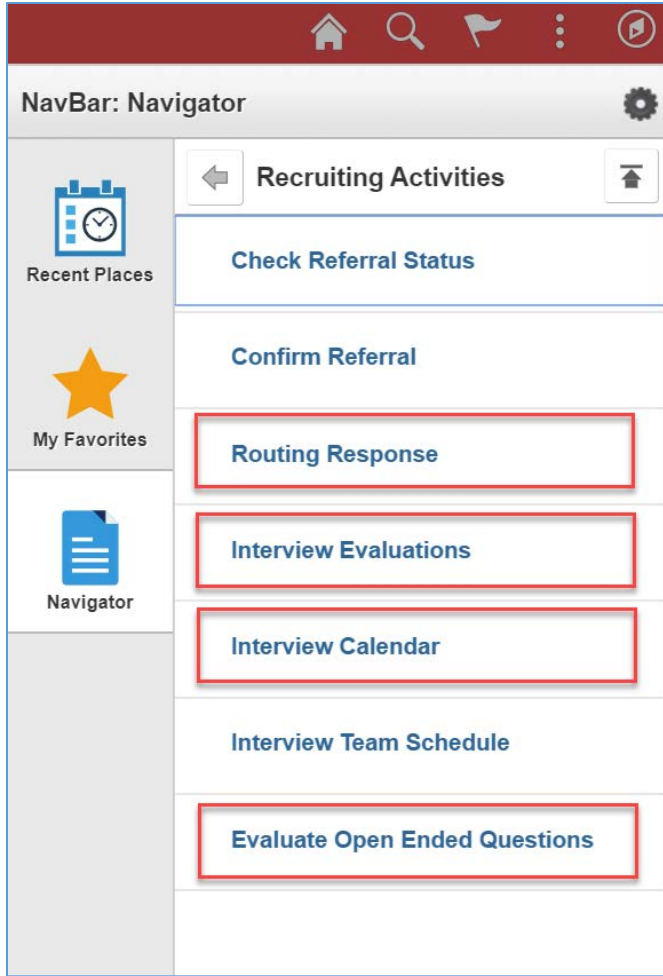 NavBar: Navigator
Recent Places
My Favorites
Navigator
Recruiting Activities
Check Referral Status
Confirm Referral
Routing Response
Interview Evaluations
Interview Calendar
Interview Team Schedule
Evaluate Open Ended Questions